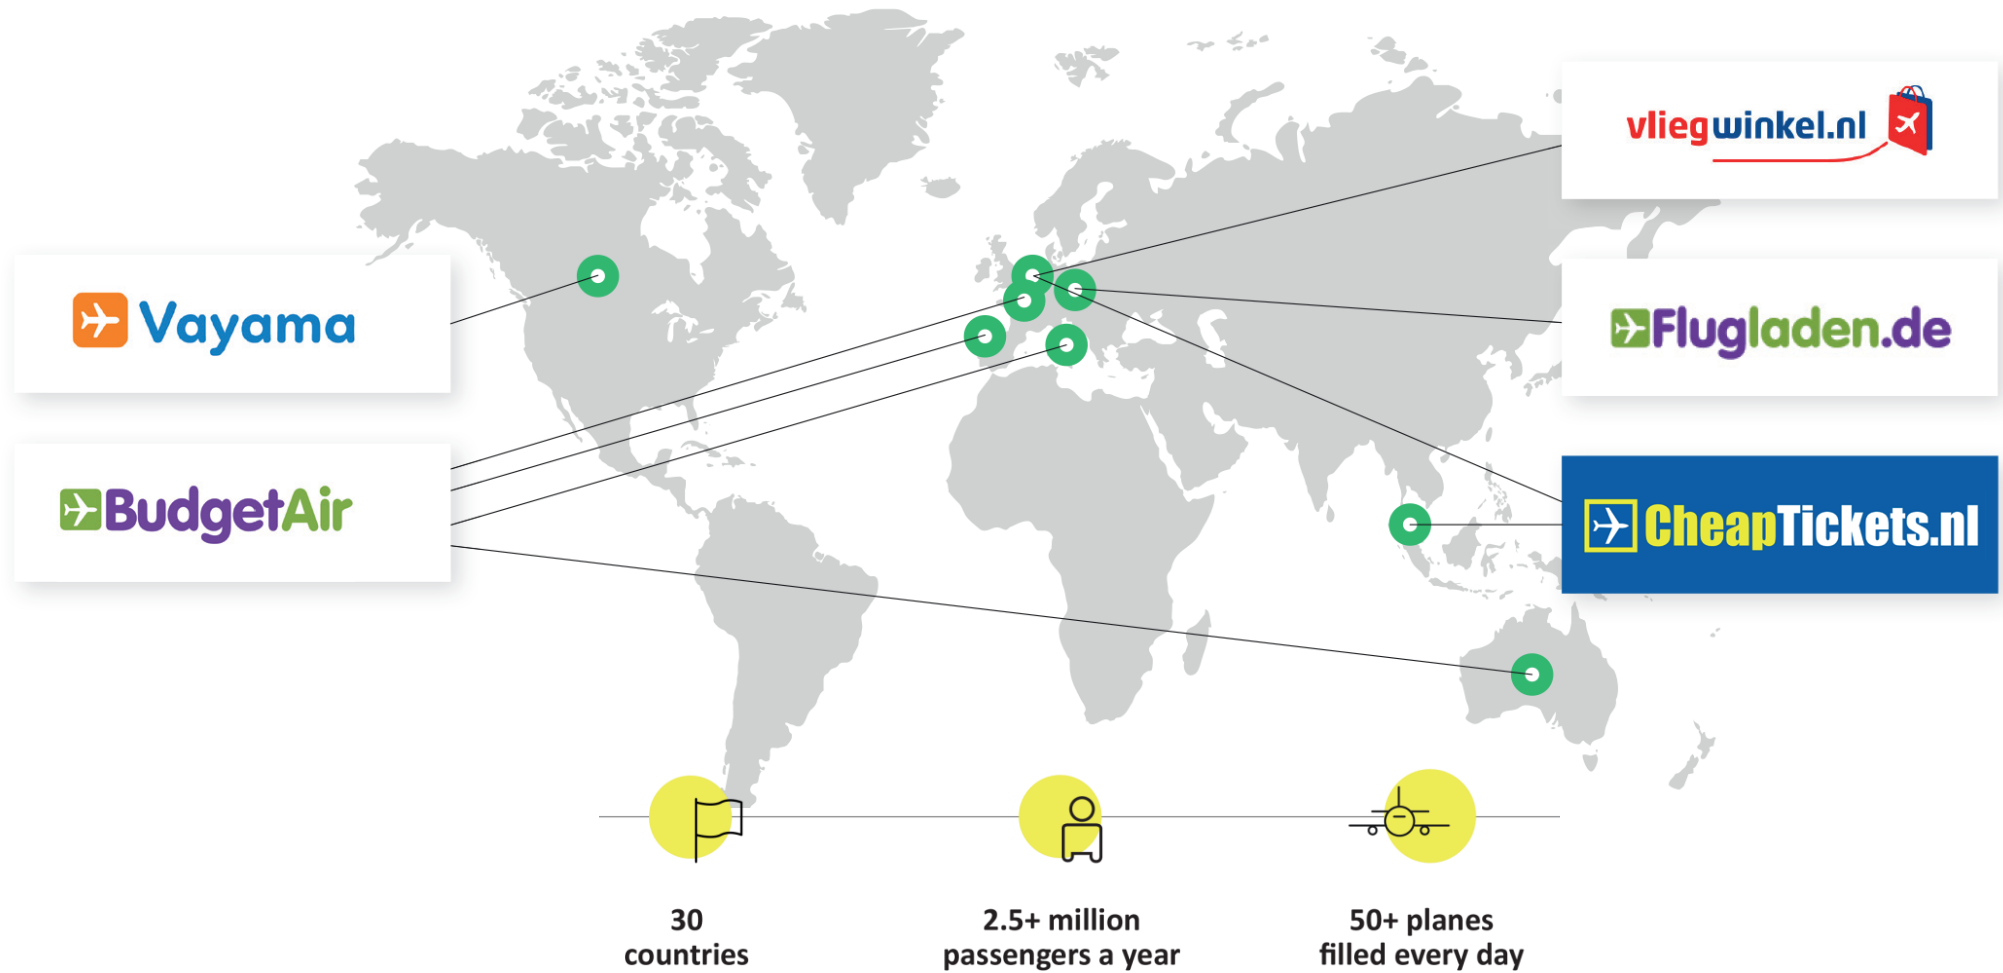 vliegwinkel.nl
Vayama
Flugladen.de
BudgetAir
CheapTickets.nl
30
countries
2.5+ million
passengers a year
50+ planes
filled every day